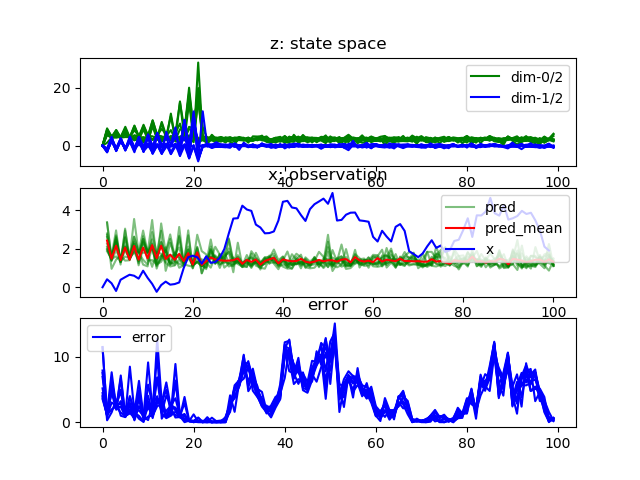 z: state space
20
0
dim-0/2
dim-1/2
0 20 40 60 80 100
x: observation
4
2
0
pred
pred_mean
x
0 20 40 60 80 100
error
10
0
error
0 20 40 60 80 100